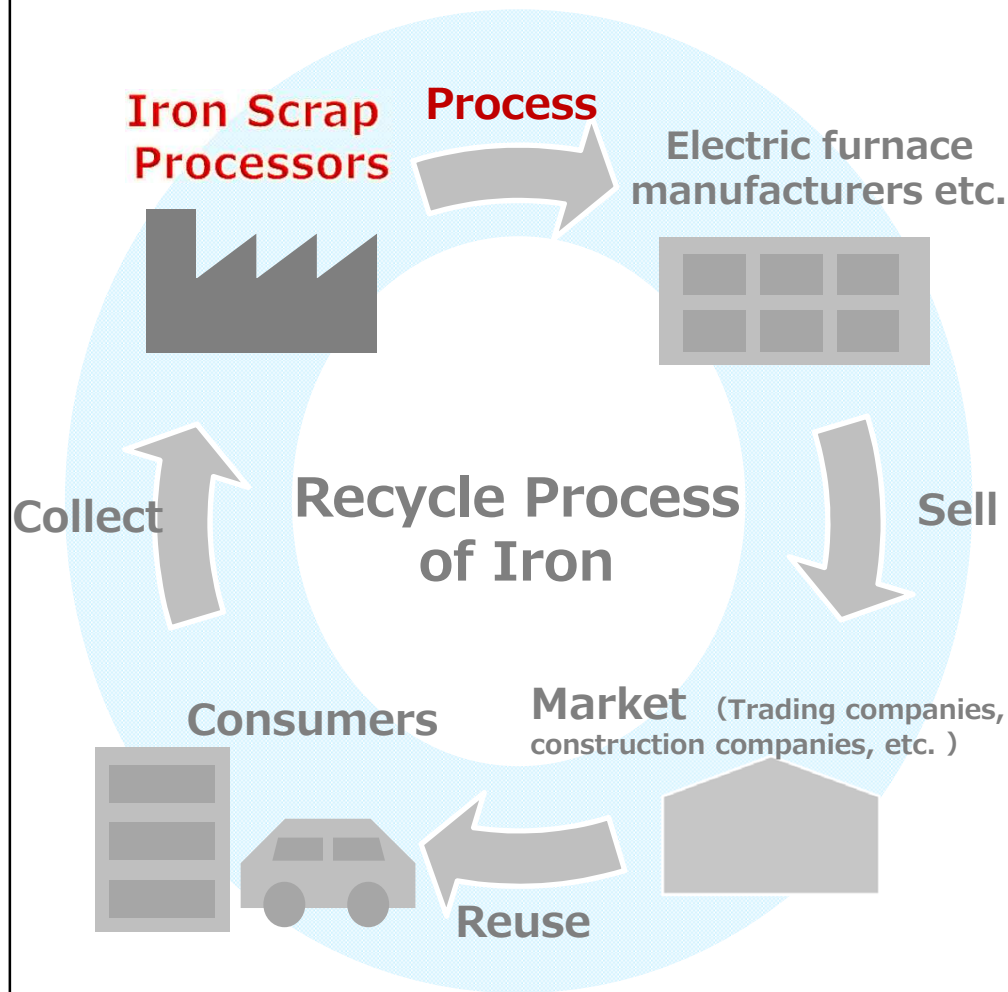 Iron Scrap
Processors
Process
Electric furnace
manufacturers etc.
Collect
Recycle Process
of Iron
Sell
Consumers
Market （Trading companies,
construction companies, etc. ）
Reuse